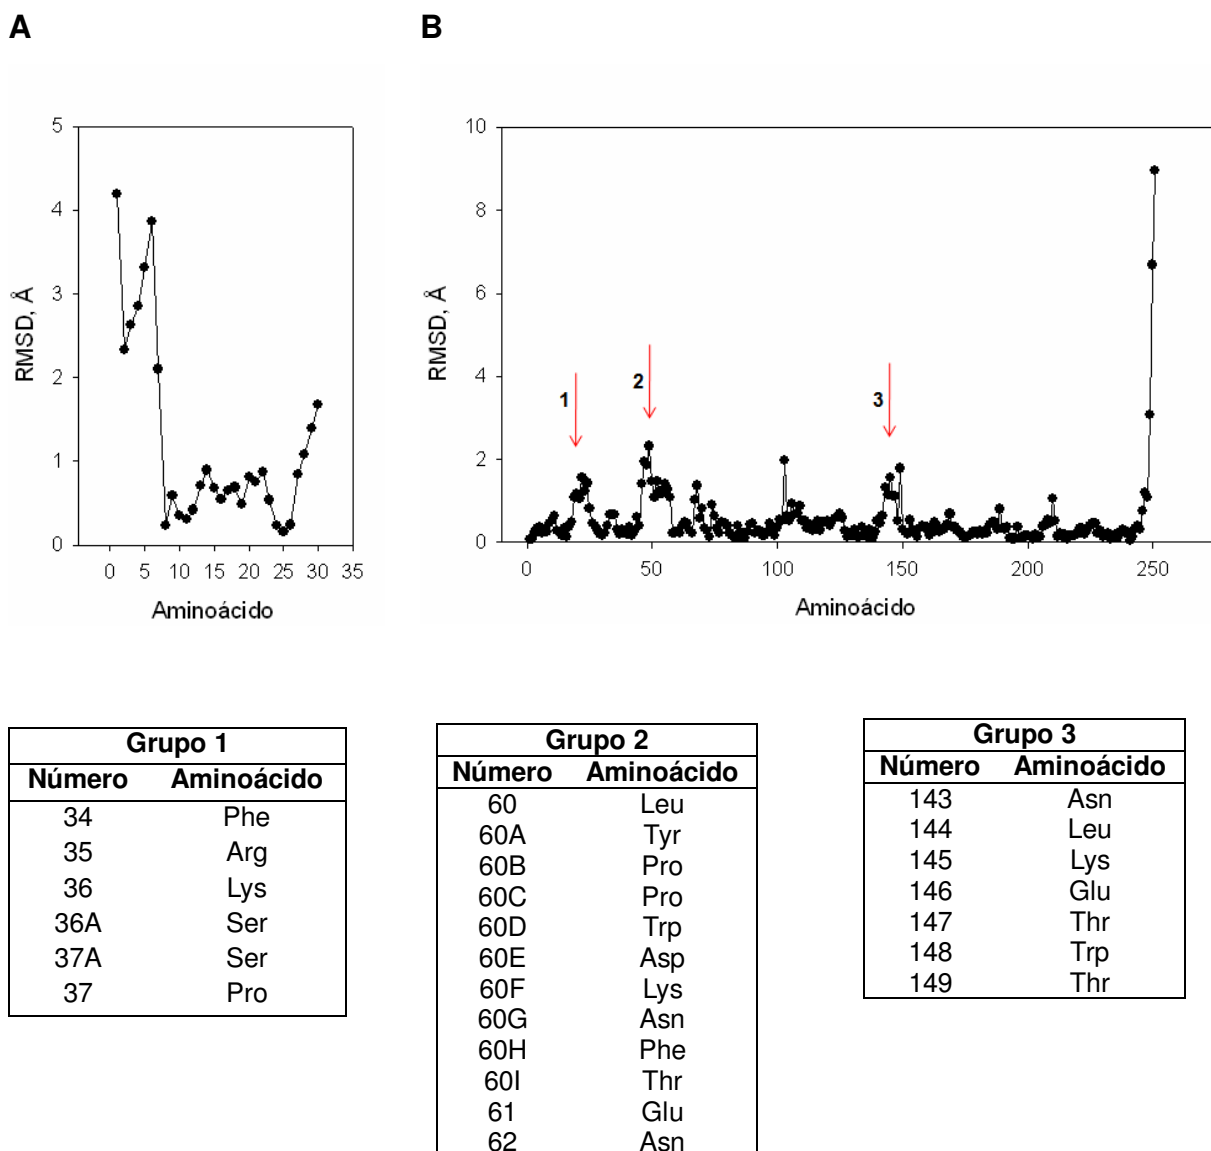 A
B
5
4
3
2
1
0
RMSD, Å
0 5 10 15 20 25 30 35
Aminoácido
10
8
6
4
2
0
RMSD, Å
1
2
3
0 50 100 150 200 250
Aminoácido
Grupo 1
Número Aminoácido
34 Phe
35 Arg
36 Lys
36A Ser
37A Ser
37 Pro
Grupo 2
Número Aminoácido
60 Leu
60A Tyr
60B Pro
60C Pro
60D Trp
60E Asp
60F Lys
60G Asn
60H Phe
60I Thr
61 Glu
62 Asn
Grupo 3
Número Aminoácido
143 Asn
144 Leu
145 Lys
146 Glu
147 Thr
148 Trp
149 Thr